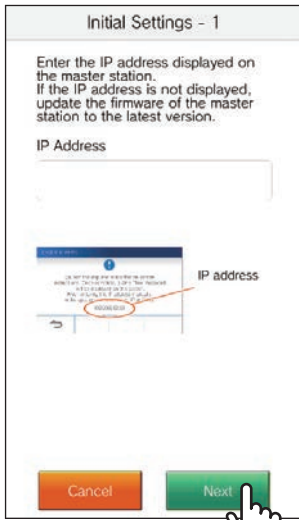 Initial Settings - 1
Enter the IP address displayed on
the master station.
If the IP address is not displayed,
update the firmware of the master
station to the latest version.
IP Address
IP address
Cancel
Next